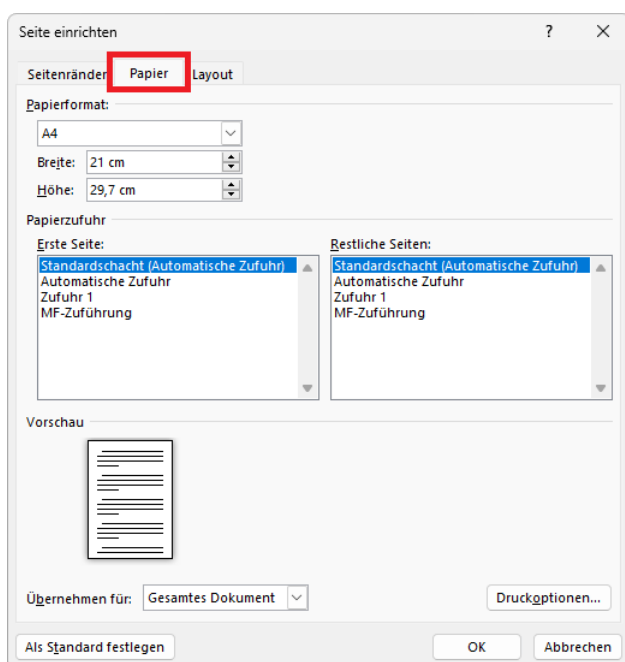 Seite einrichten ?
Seitenränder Papier Layout
Papierformat:
A4
Breite: 21 cm
Höhe: 29,7 cm
Papierzufuhr
Erste Seite: Restliche Seiten:
Standardschacht (Automatische Zufuhr) Standardschacht (Automatische Zufuhr)
Automatische Zufuhr Automatische Zufuhr
Zufuhr 1 Zufuhr 1
MF-Zuführung MF-Zuführung
Vorschau
Übernehmen für: Gesamtes Dokument Druckoptionen...
Als Standard festlegen OK Abbrechen